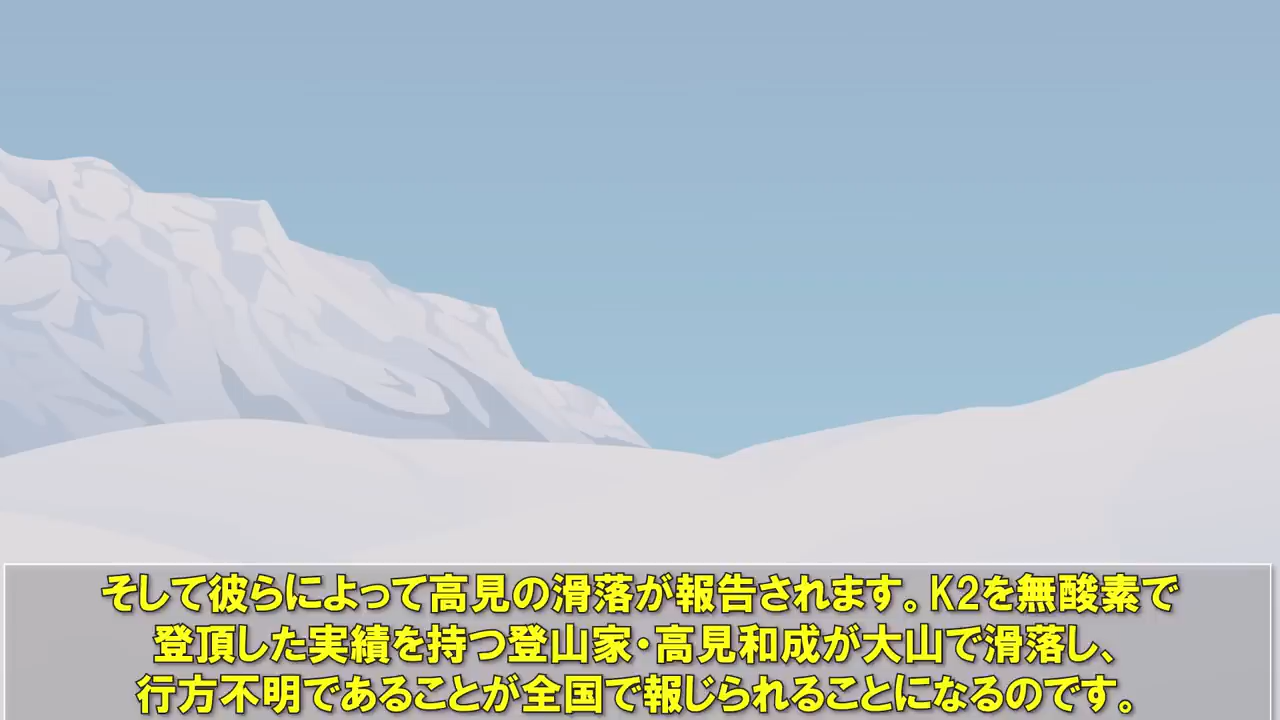 そして彼らによって高見の滑落が報告されます。K2を無酸素で
登頂した実績を持つ登山家・高見和成が大山で滑落し、
行方不明であることが全国で報じられることになるのです。